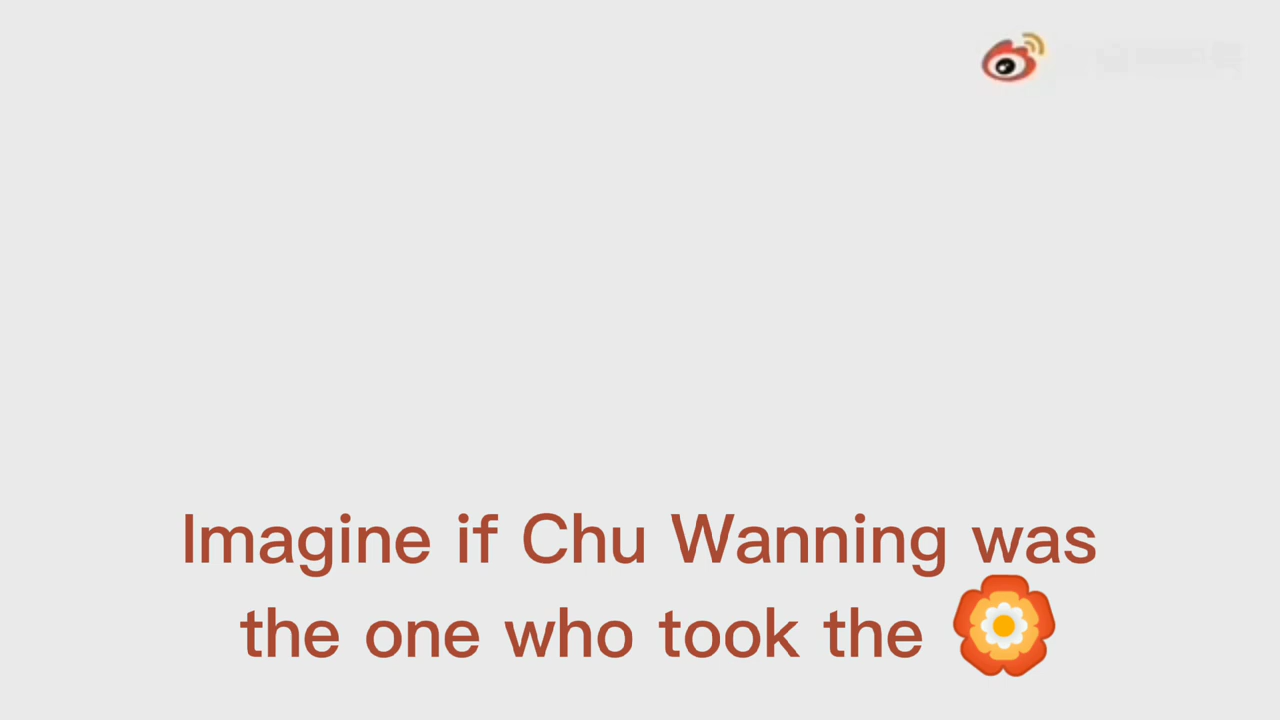 Imagine if Chu Wanning was
the one who took the 🏵️